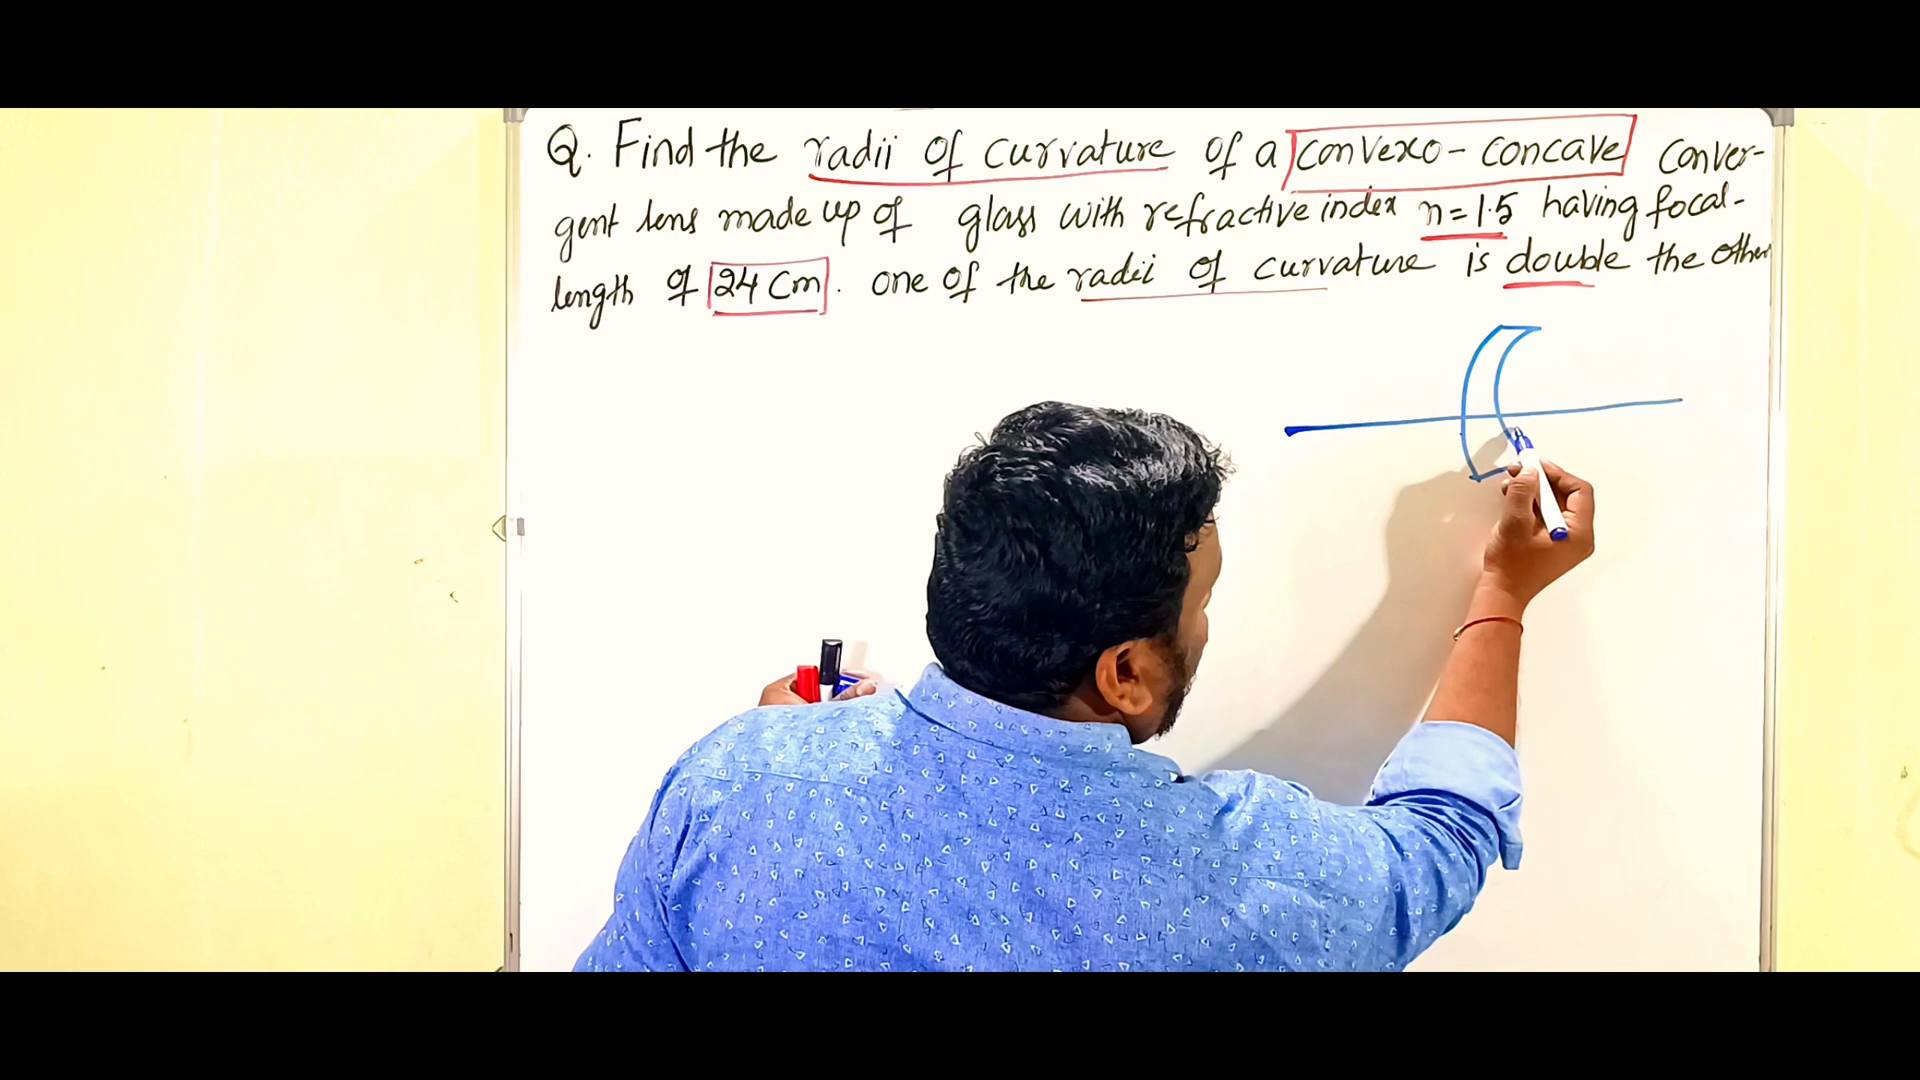 Q. Find the radii of curvature of a convexo-concave conver-
gent lens made up of glass with refractive index n=1.5 having focal-
length of 24 cm. one of the radii of curvature is double the other